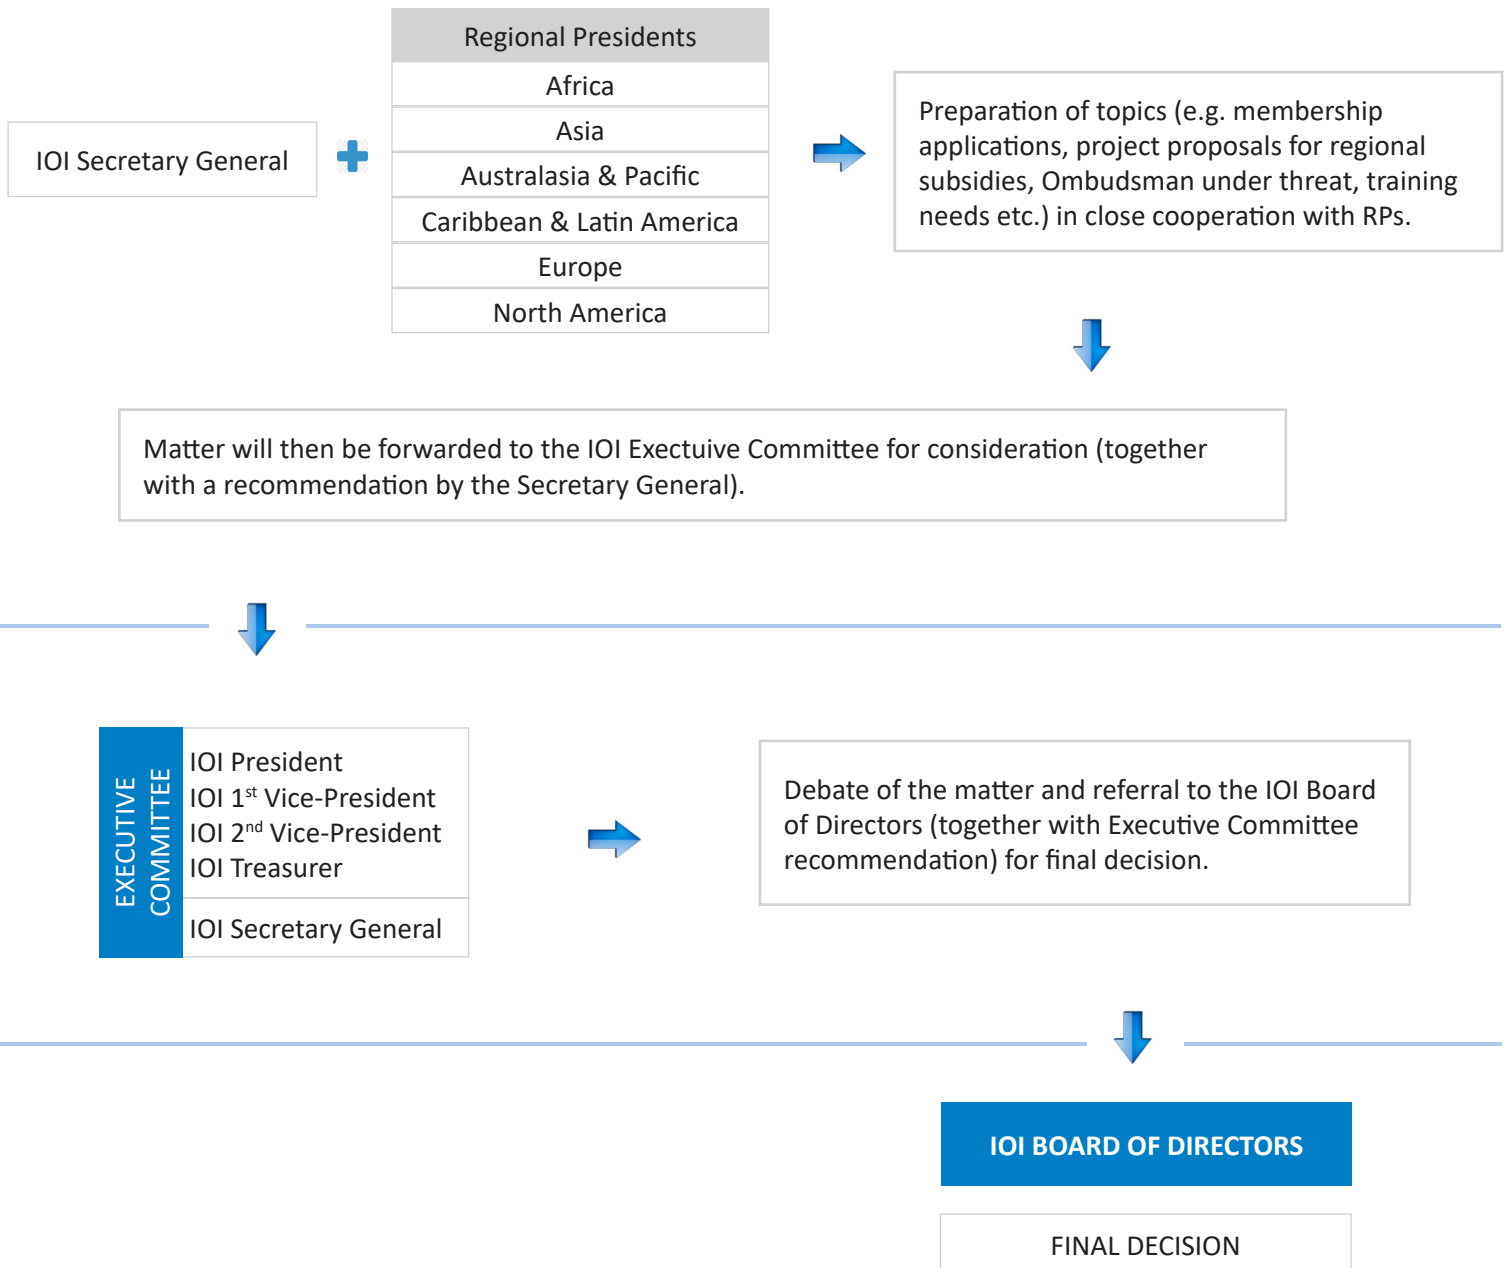 Regional Presidents
Africa
Asia
Australasia & Pacific
Caribbean & Latin America
Europe
North America
IOI Secretary General
Preparation of topics (e.g. membership
applications, project proposals for regional
subsidies, Ombudsman under threat, training
needs etc.) in close cooperation with RPs.
Matter will then be forwarded to the IOI Exectuive Committee for consideration (together
with a recommendation by the Secretary General).
EXECUTIVE
COMMITTEE
IOI President
IOI 1st Vice-President
IOI 2nd Vice-President
IOI Treasurer
IOI Secretary General
Debate of the matter and referral to the IOI Board
of Directors (together with Executive Committee
recommendation) for final decision.
IOI BOARD OF DIRECTORS
FINAL DECISION